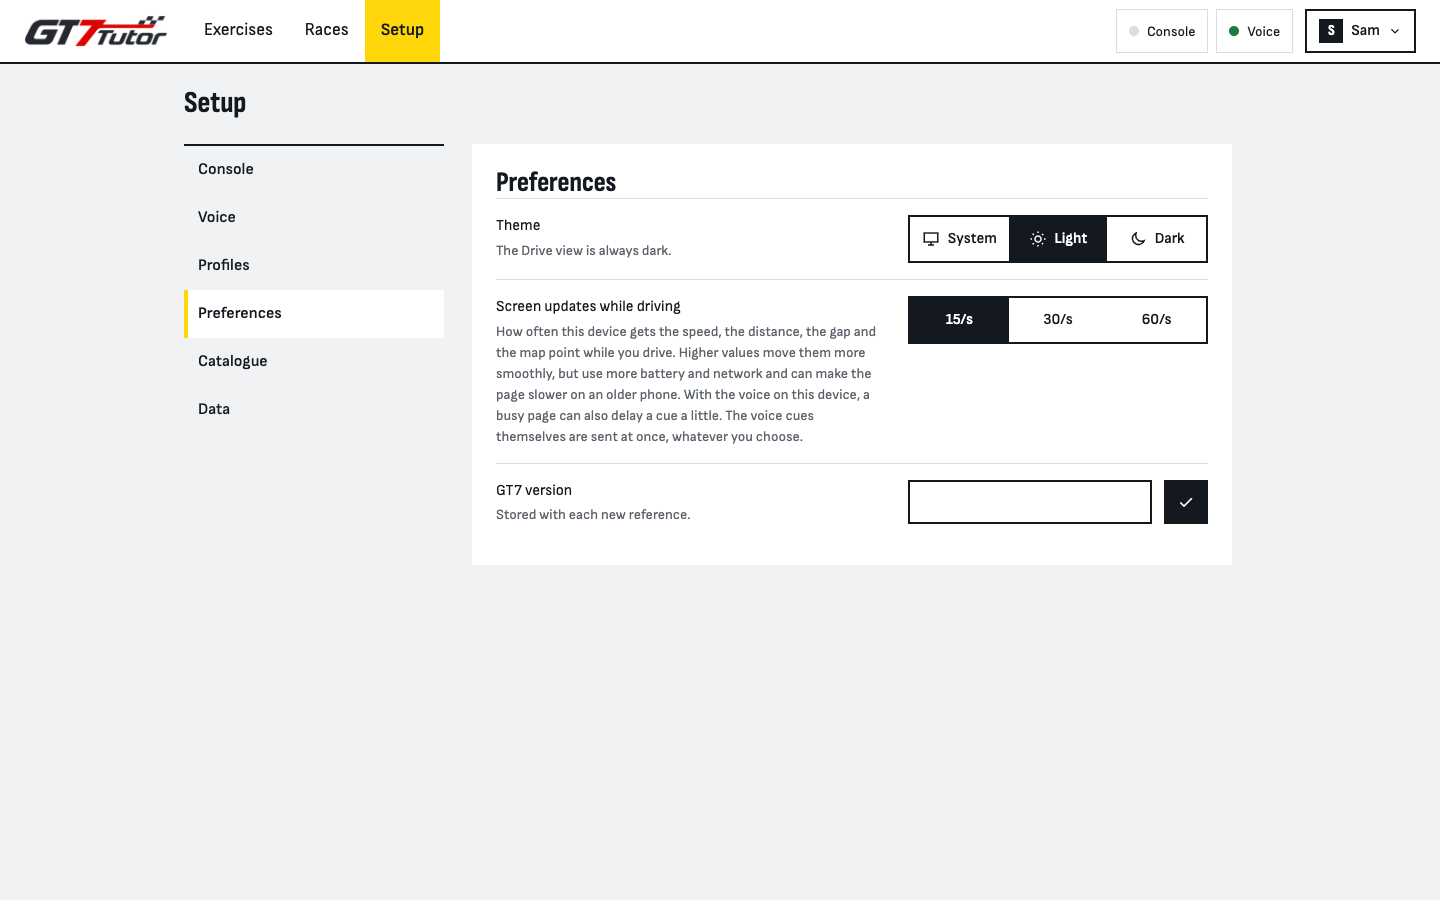 GT7Tutor
Exercises
Races
Setup
Console
Voice
S
Sam
Setup
Console
Voice
Profiles
Preferences
Catalogue
Data
Preferences
Theme
The Drive view is always dark.
System
Light
Dark
Screen updates while driving
How often this device gets the speed, the distance, the gap and
the map point while you drive. Higher values move them more
smoothly, but use more battery and network and can make the
page slower on an older phone. With the voice on this device, a
busy page can also delay a cue a little. The voice cues
themselves are sent at once, whatever you choose.
15/s
30/s
60/s
GT7 version
Stored with each new reference.